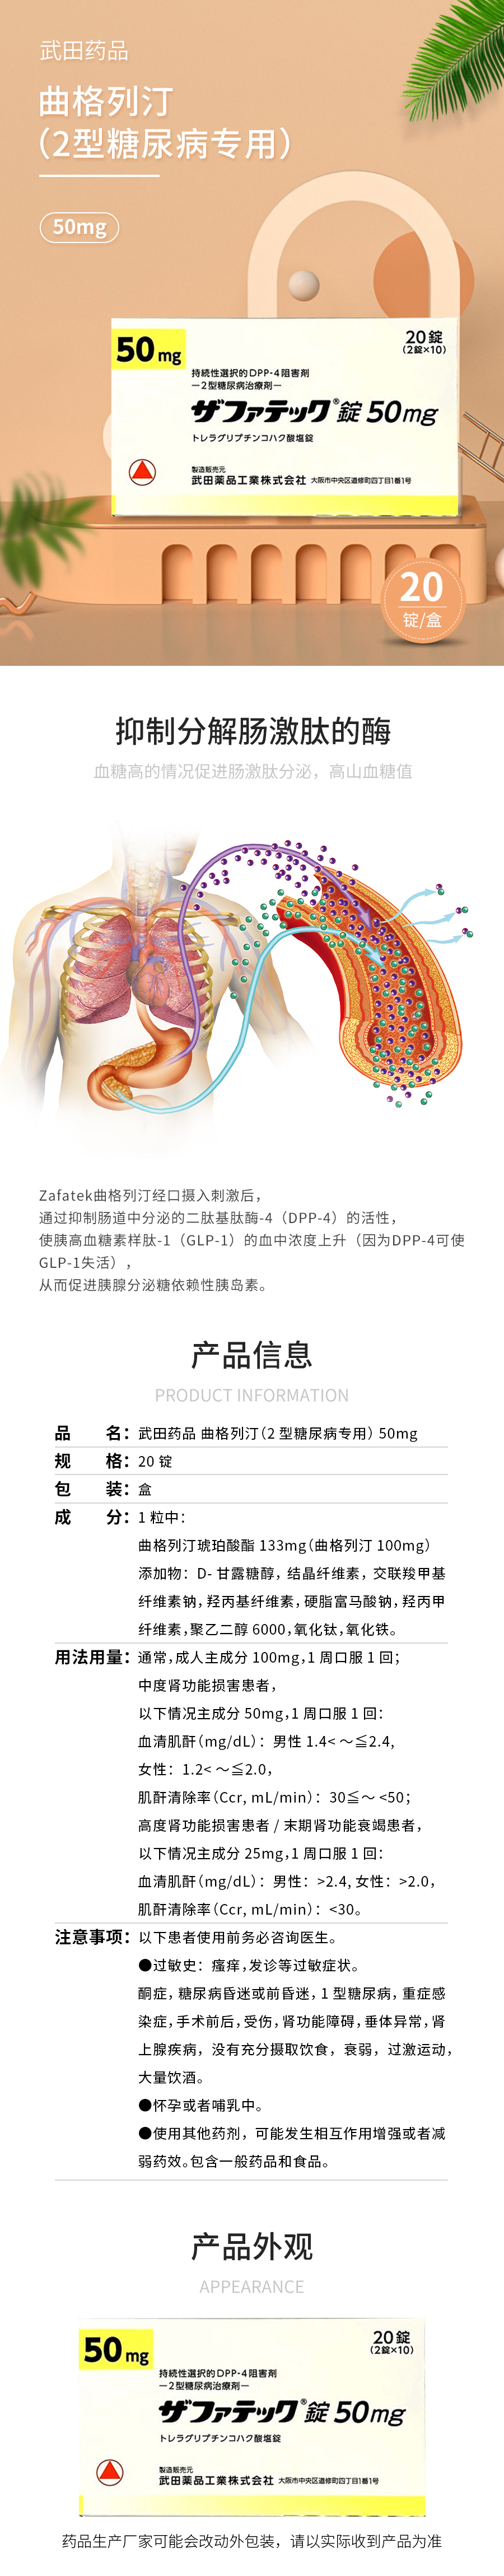 武田药品
曲格列汀
（2型糖尿病专用）
50mg
50mg
20錠
(2錠×10)
持続性選択的DPP-4阻害剤
—2型糖尿病治療剤—
ザファテック®錠 50mg
トレラグリプチンコハク酸塩錠
製造販売元
武田薬品工業株式会社 大阪市中央区道修町四丁目1番1号
20
锭/盒
抑制分解肠激肽的酶
血糖高的情况促进肠激肽分泌，高山血糖值
Zafatek曲格列汀经口摄入刺激后，
通过抑制肠道中分泌的二肽基肽酶-4（DPP-4）的活性，
使胰高血糖素样肽-1（GLP-1）的血中浓度上升（因为DPP-4可使
GLP-1失活），
从而促进胰腺分泌糖依赖性胰岛素。
产品信息
PRODUCT INFORMATION
品 名：武田药品 曲格列汀（2 型糖尿病专用） 50mg
规 格：20 锭
包 装：盒
成 分：1 粒中：
曲格列汀琥珀酸酯 133mg（曲格列汀 100mg）
添加物：D- 甘露糖醇，结晶纤维素，交联羧甲基
纤维素钠，羟丙基纤维素，硬脂富马酸钠，羟丙甲
纤维素，聚乙二醇 6000，氧化钛，氧化铁。
用法用量：通常，成人主成分 100mg，1 周口服 1 回；
中度肾功能损害患者，
以下情况主成分 50mg，1 周口服 1 回：
血清肌酐（mg/dL）：男性 1.4< ～≦2.4，
女性：1.2< ～≦2.0，
肌酐清除率（Ccr, mL/min）：30≦～ <50；
高度肾功能损害患者 / 末期肾功能衰竭患者，
以下情况主成分 25mg，1 周口服 1 回：
血清肌酐（mg/dL）：男性：>2.4, 女性：>2.0，
肌酐清除率（Ccr, mL/min）：<30。
注意事项：以下患者使用前务必咨询医生。
●过敏史：瘙痒，发诊等过敏症状。
酮症，糖尿病昏迷或前昏迷，1 型糖尿病，重症感
染症，手术前后，受伤，肾功能障碍，垂体异常，肾
上腺疾病，没有充分摄取饮食，衰弱，过激运动，
大量饮酒。
●怀孕或者哺乳中。
●使用其他药剂，可能发生相互作用增强或者减
弱药效。包含一般药品和食品。
产品外观
APPEARANCE
50mg
20錠
(2錠×10)
持続性選択的DPP-4阻害剤
—2型糖尿病治療剤—
ザファテック®錠 50mg
トレラグリプチンコハク酸塩錠
製造販売元
武田薬品工業株式会社 大阪市中央区道修町四丁目1番1号
药品生产厂家可能会改动外包装，请以实际收到产品为准